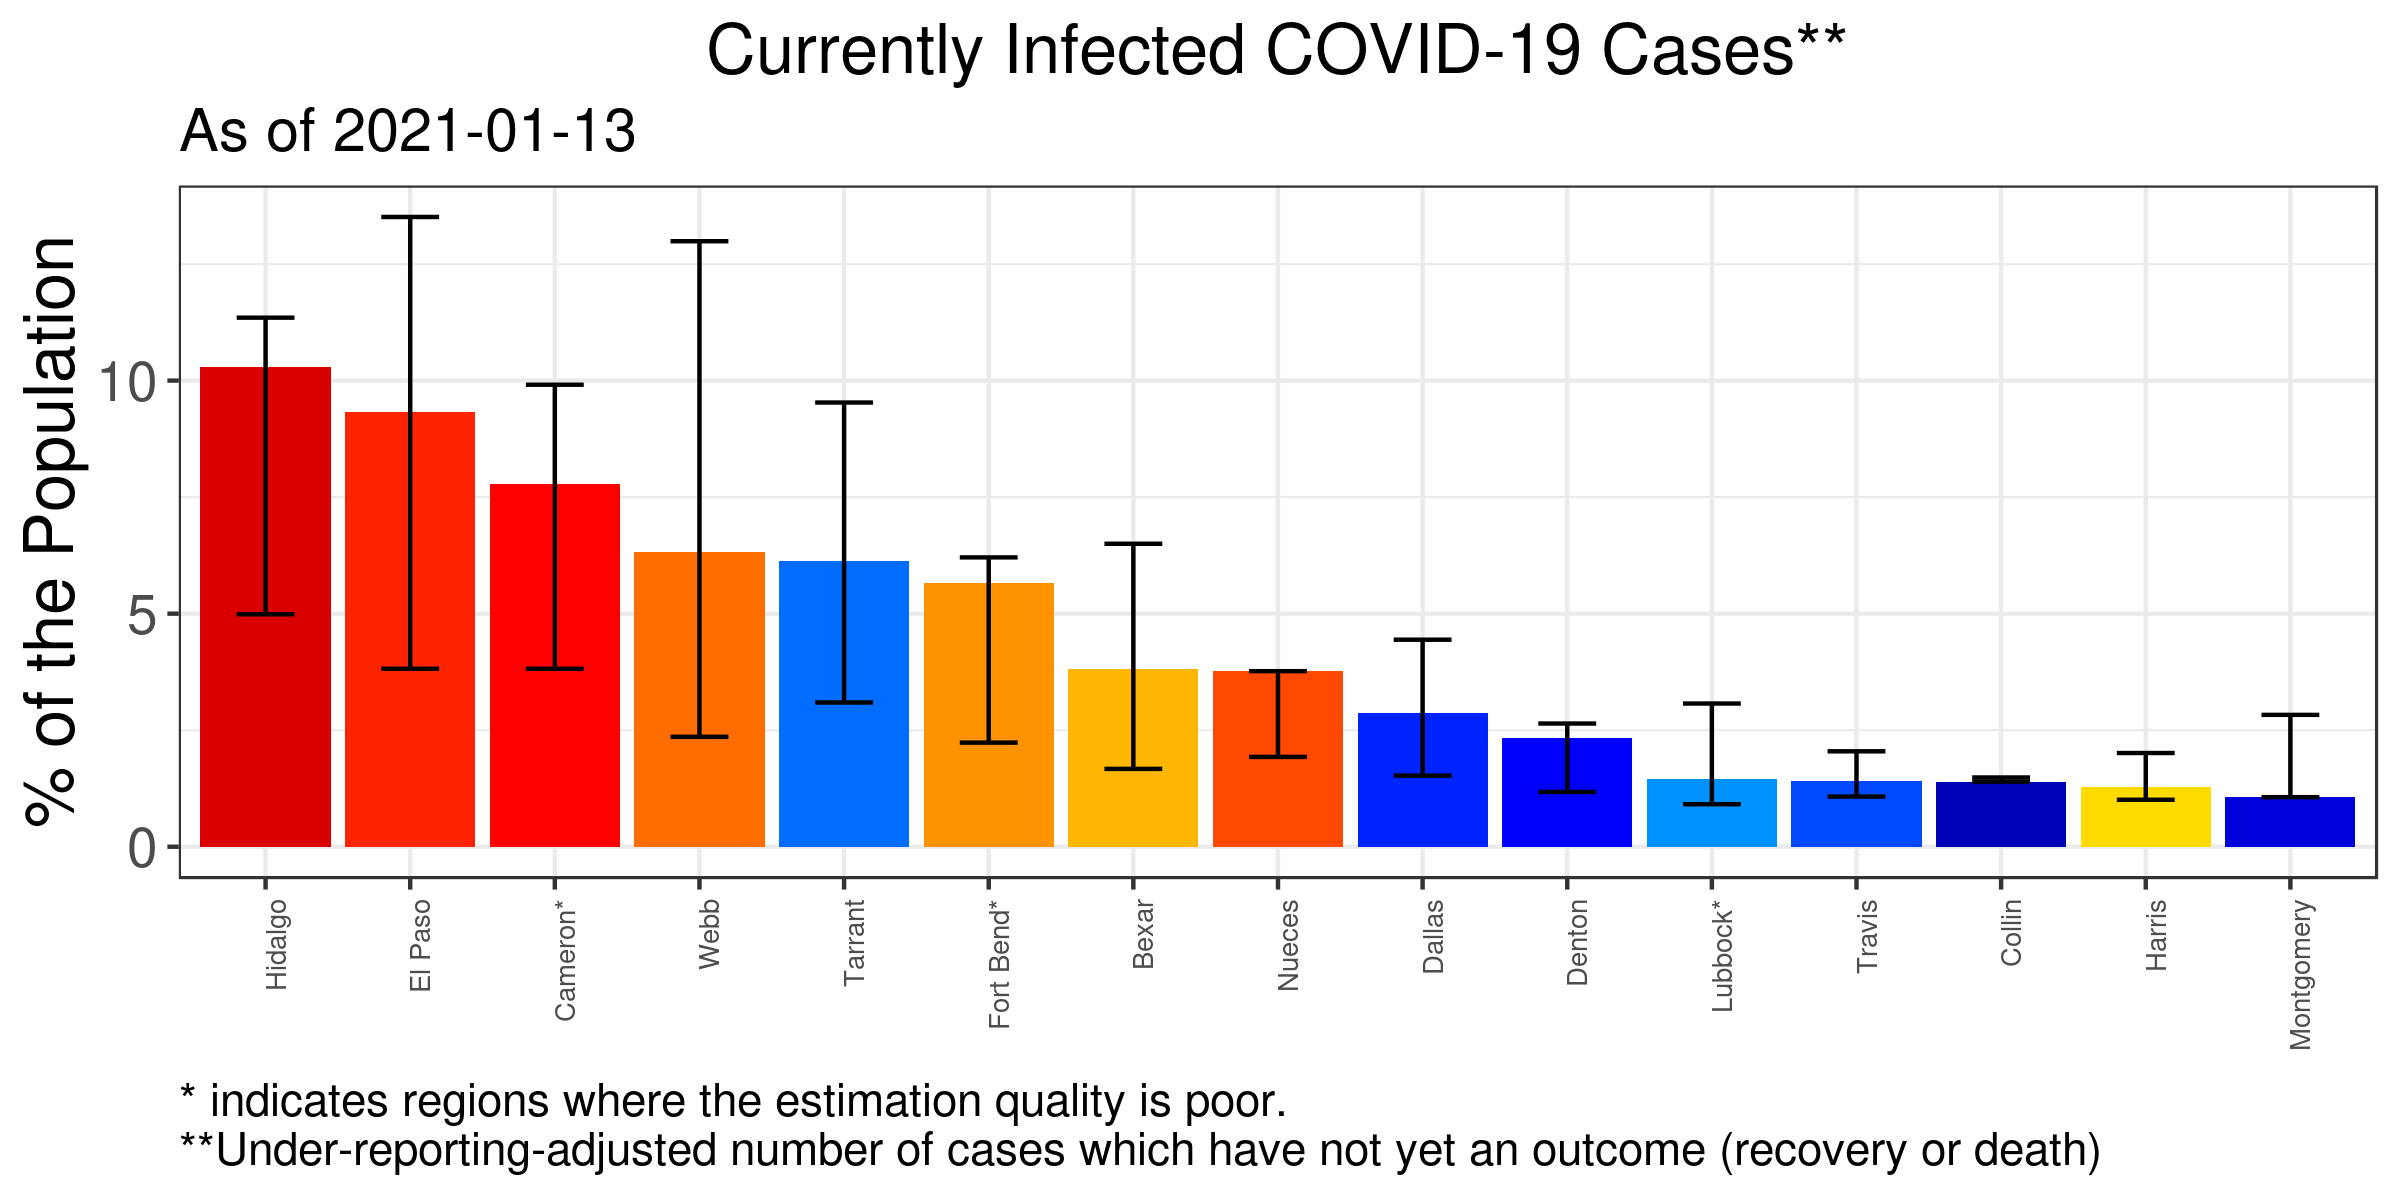 Currently Infected COVID-19 Cases**
As of 2021-01-13
% of the Population
10
5
0
Hidalgo
El Paso
Cameron*
Webb
Tarrant
Fort Bend*
Bexar
Nueces
Dallas
Denton
Lubbock*
Travis
Collin
Harris
Montgomery
* indicates regions where the estimation quality is poor.
**Under-reporting-adjusted number of cases which have not yet an outcome (recovery or death)